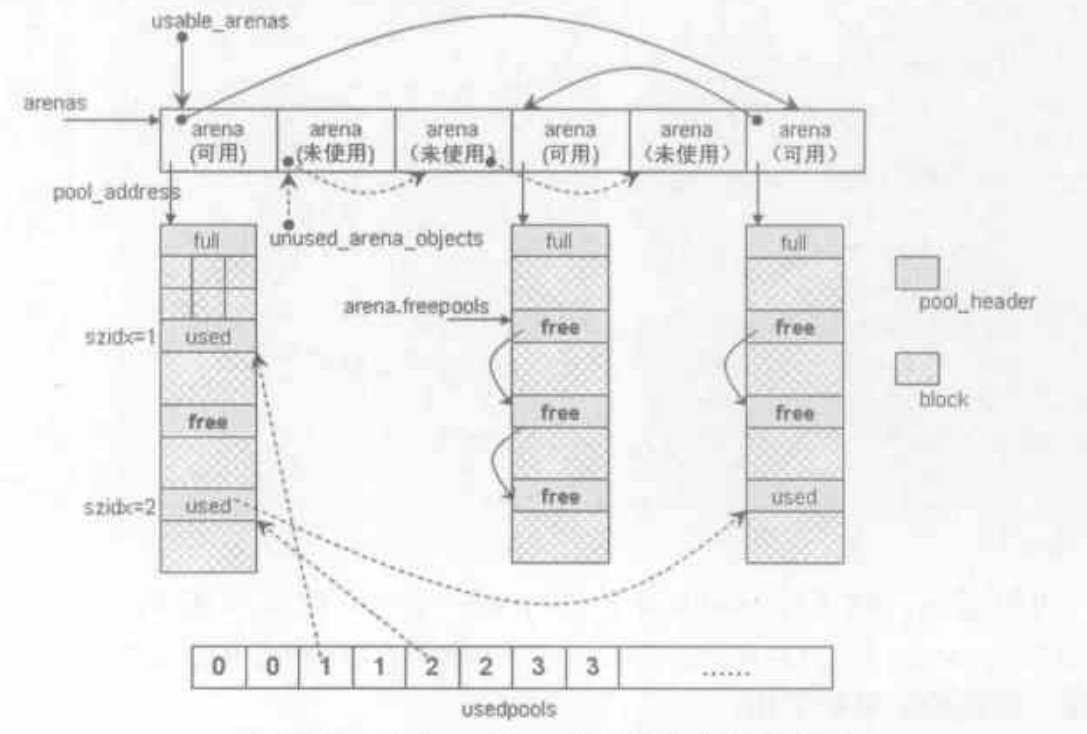 usable_arenas
arenas
arena
(可用)
arena
(未使用)
arena
（未使用）
arena
(可用)
arena
（未使用）
arena
（可用）
pool_address
unused_arena_objects
full
full
full
pool_header
arena.freepools
szidx=1
used
free
free
block
free
free
free
szidx=2
used
free
used
0 0 1 1 2 2 3 3 ......
usedpools